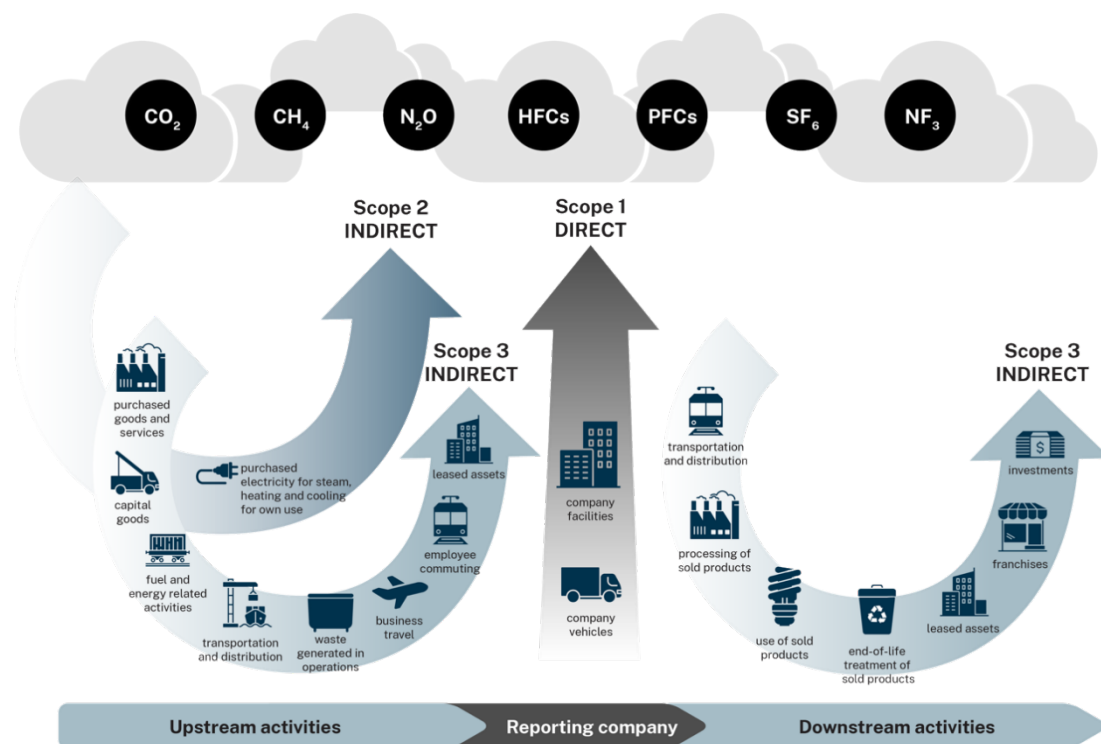 CO₂
CH₄
N₂O
HFCs
PFCs
SF₆
NF₃
Scope 2
INDIRECT
Scope 1
DIRECT
Scope 3
INDIRECT
Scope 3
INDIRECT
purchased
goods and
services
capital
goods
fuel and
energy related
activities
transportation
and distribution
waste
generated in
operations
business
travel
employee
commuting
leased assets
purchased
electricity for steam,
heating and cooling
for own use
company
facilities
company
vehicles
transportation
and distribution
processing of
sold products
use of sold
products
end-of-life
treatment of
sold products
leased assets
franchises
$
investments
Upstream activities
Reporting company
Downstream activities